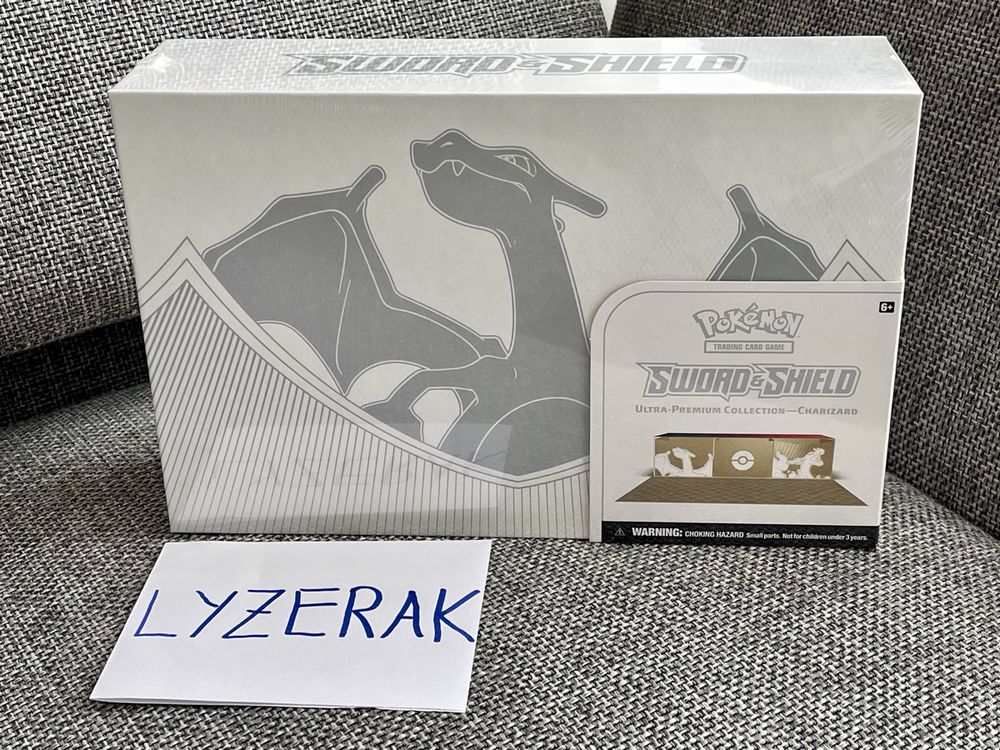 SWORD & SHIELD
6+
Pokémon
TRADING CARD GAME
SWORD & SHIELD
ULTRA-PREMIUM COLLECTION—CHARIZARD
WARNING: CHOKING HAZARD Small parts. Not for children under 3 years.
LYZERAK